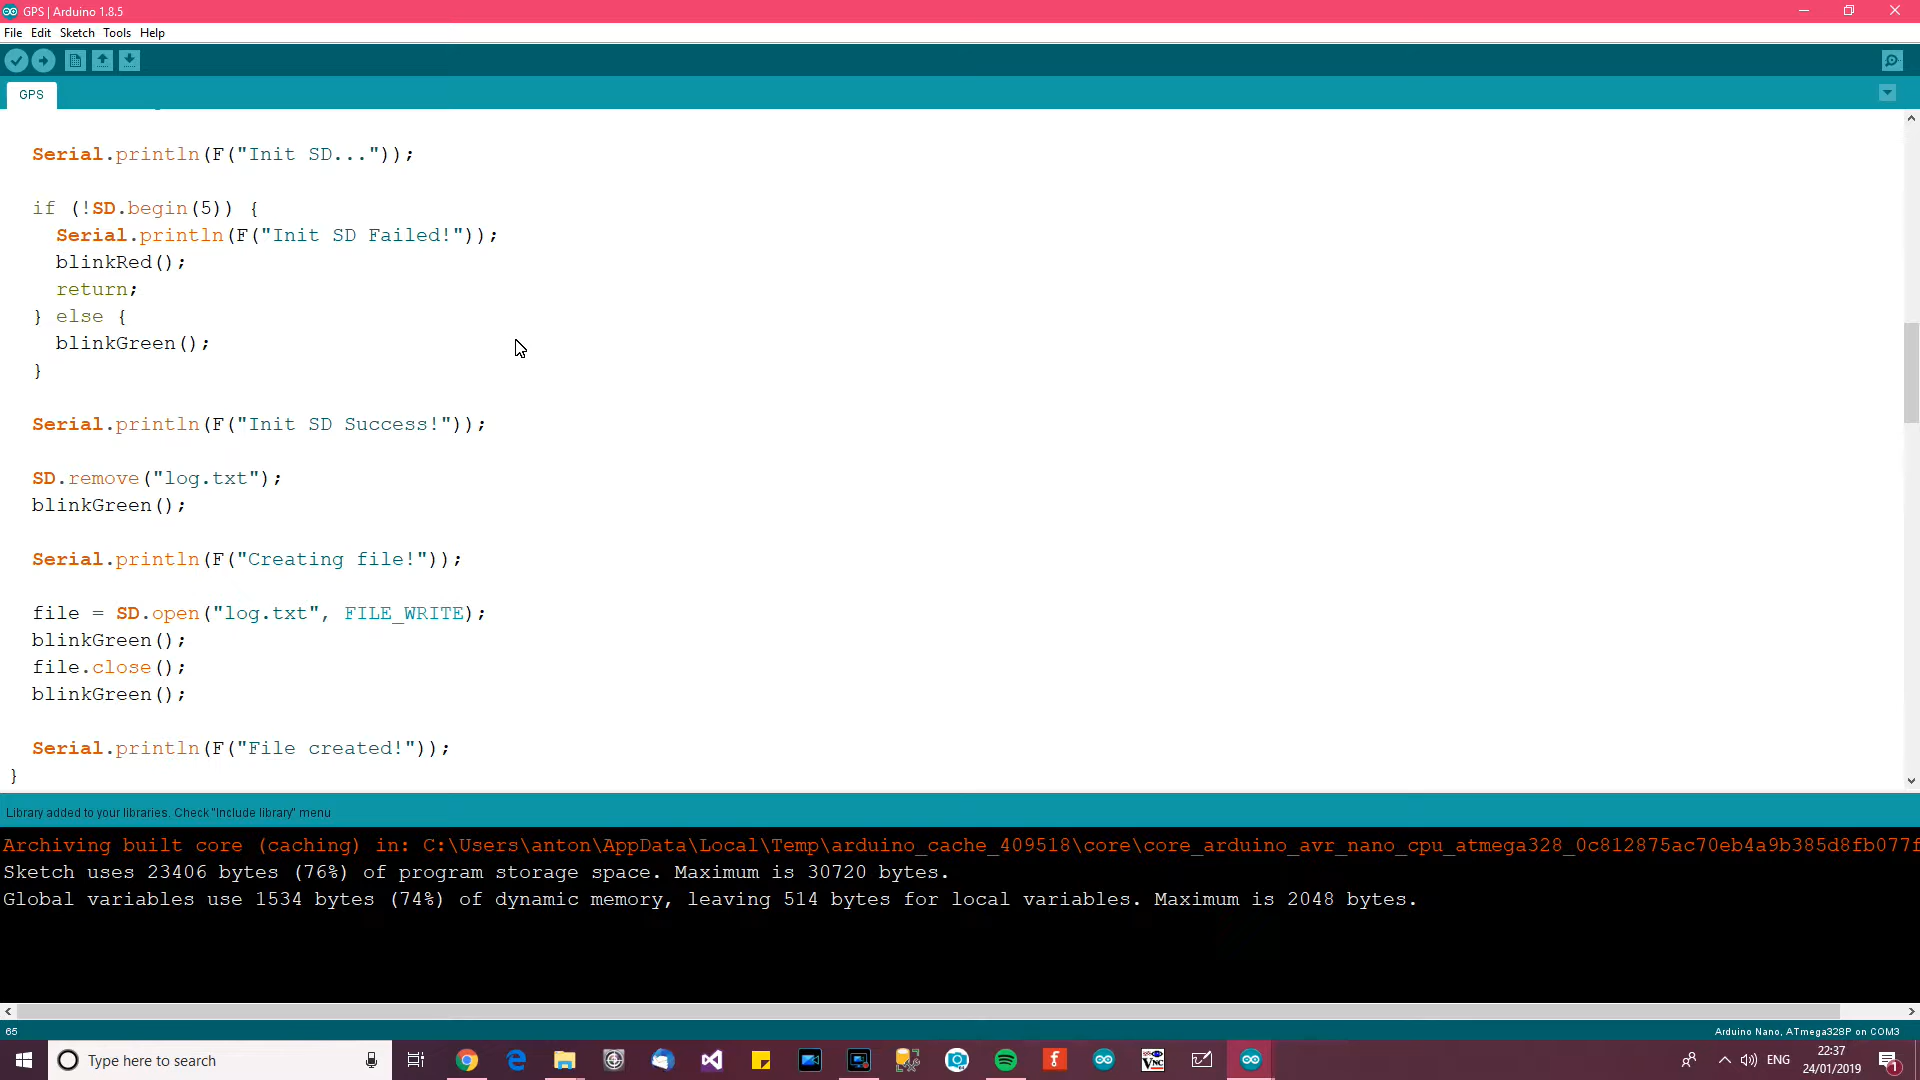 GPS | Arduino 1.8.5
File Edit Sketch Tools Help
GPS
Serial.println(F("Init SD..."));
if (!SD.begin(5)) {
Serial.println(F("Init SD Failed!"));
blinkRed();
return;
} else {
blinkGreen();
}
Serial.println(F("Init SD Success!"));
SD.remove("log.txt");
blinkGreen();
Serial.println(F("Creating file!"));
file = SD.open("log.txt", FILE_WRITE);
blinkGreen();
file.close();
blinkGreen();
Serial.println(F("File created!"));
}
Library added to your libraries. Check "Include library" menu
Archiving built core (caching) in: C:\Users\anton\AppData\Local\Temp\arduino_cache_409518\core\core_arduino_avr_nano_cpu_atmega328_0c812875ac70eb4a9b385d8fb077f
Sketch uses 23406 bytes (76%) of program storage space. Maximum is 30720 bytes.
Global variables use 1534 bytes (74%) of dynamic memory, leaving 514 bytes for local variables. Maximum is 2048 bytes.
65
Arduino Nano, ATmega328P on COM3
Type here to search
ENG
22:37
24/01/2019
1